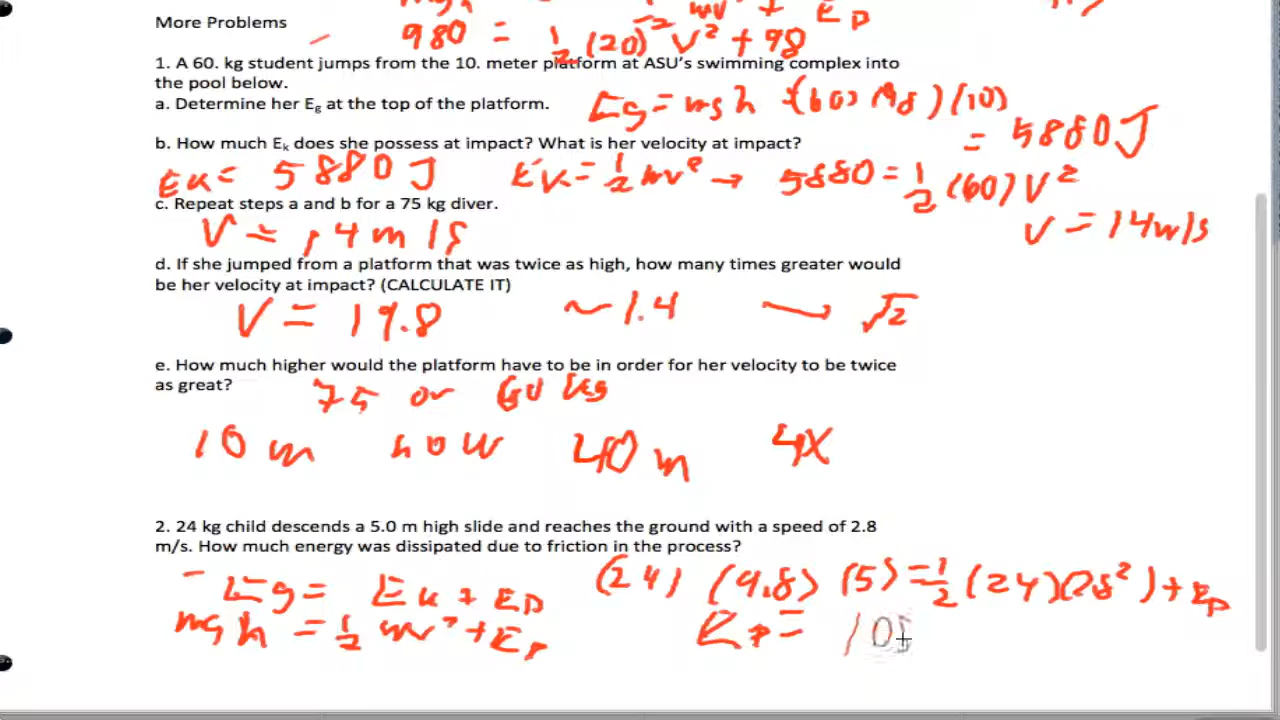 More Problems
980 = 1/2 (20) V² + 98
1. A 60. kg student jumps from the 10. meter platform at ASU's swimming complex into
the pool below.
a. Determine her Eg at the top of the platform. Eg = mgh
= 5880 J
b. How much Ek does she possess at impact? What is her velocity at impact?
EK = 5880 J EK = 1/2 mv² → 5880 = 1/2 (60) V²
c. Repeat steps a and b for a 75 kg diver.
V = 14 m/s V = 14 m/s
d. If she jumped from a platform that was twice as high, how many times greater would
be her velocity at impact? (CALCULATE IT)
V = 19.8 ~ 1.4 √2
e. How much higher would the platform have to be in order for her velocity to be twice
as great? 75 or 60 kg
10 m now 40 m 4X
2. 24 kg child descends a 5.0 m high slide and reaches the ground with a speed of 2.8
m/s. How much energy was dissipated due to friction in the process?
Eg = Ek + ED (24) (9.8) (5) = 1/2 (24) (2.8²) + ED
mgh = 1/2 mv² + ED ED = 10